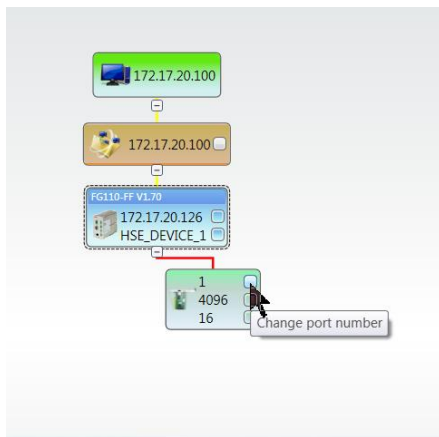 172.17.20.100
172.17.20.100
FG110-FF V1.70
172.17.20.126
HSE_DEVICE_1
1
4096
16
Change port number